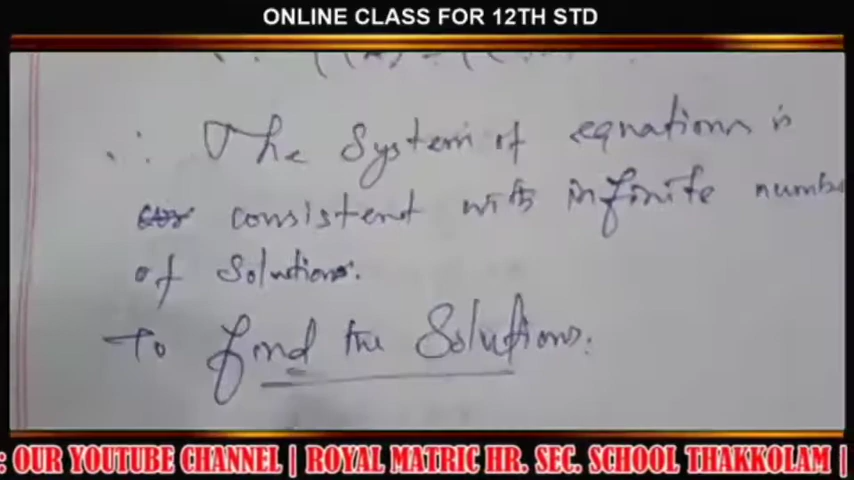 ONLINE CLASS FOR 12TH STD
∴ The System of equations is
consistent with infinite numbe
of Solutions.
To find the Solutions:
: OUR YOUTUBE CHANNEL | ROYAL MATRIC HR. SEC. SCHOOL THAKKOLAM |